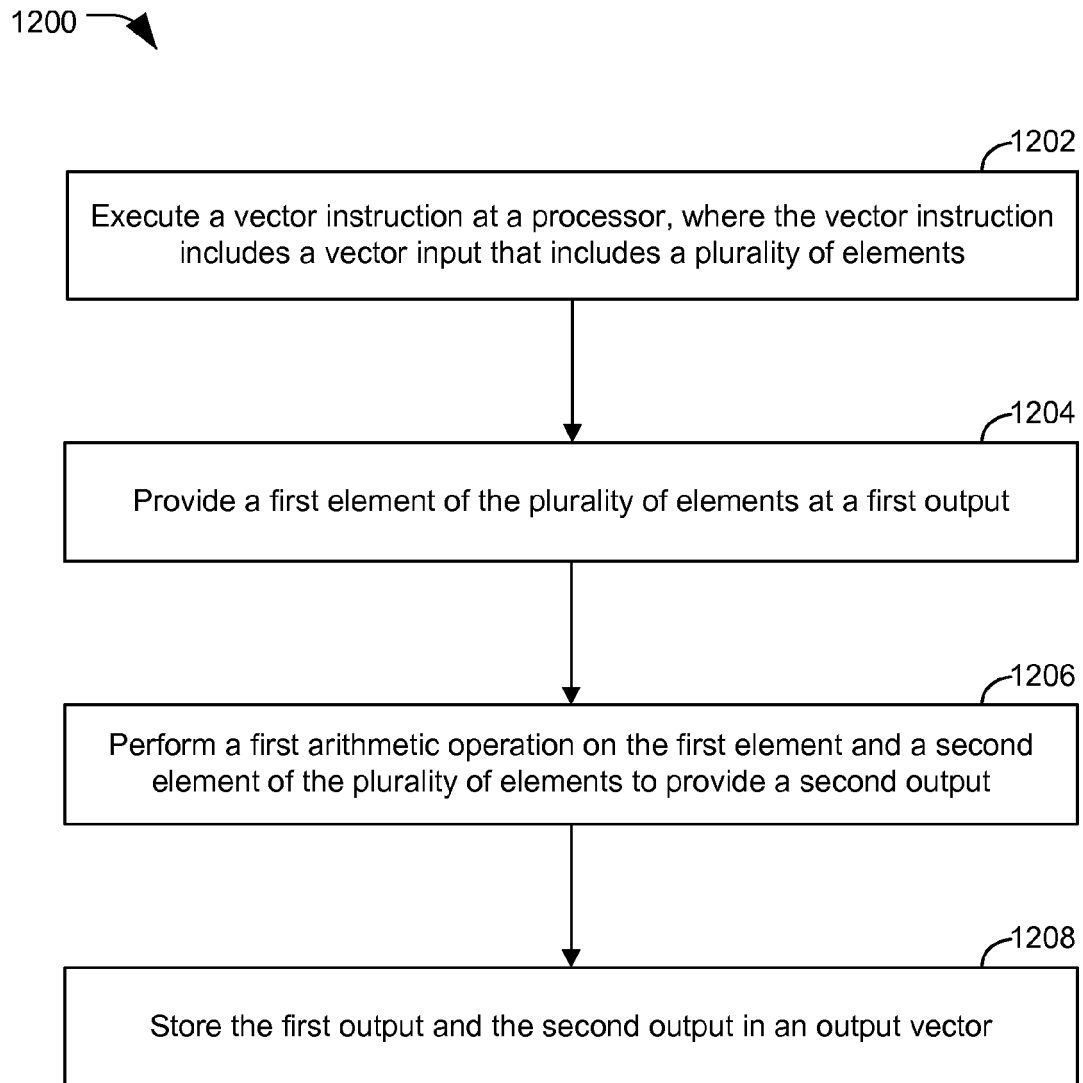 1200
1202
Execute a vector instruction at a processor, where the vector instruction
includes a vector input that includes a plurality of elements
1204
Provide a first element of the plurality of elements at a first output
1206
Perform a first arithmetic operation on the first element and a second
element of the plurality of elements to provide a second output
1208
Store the first output and the second output in an output vector